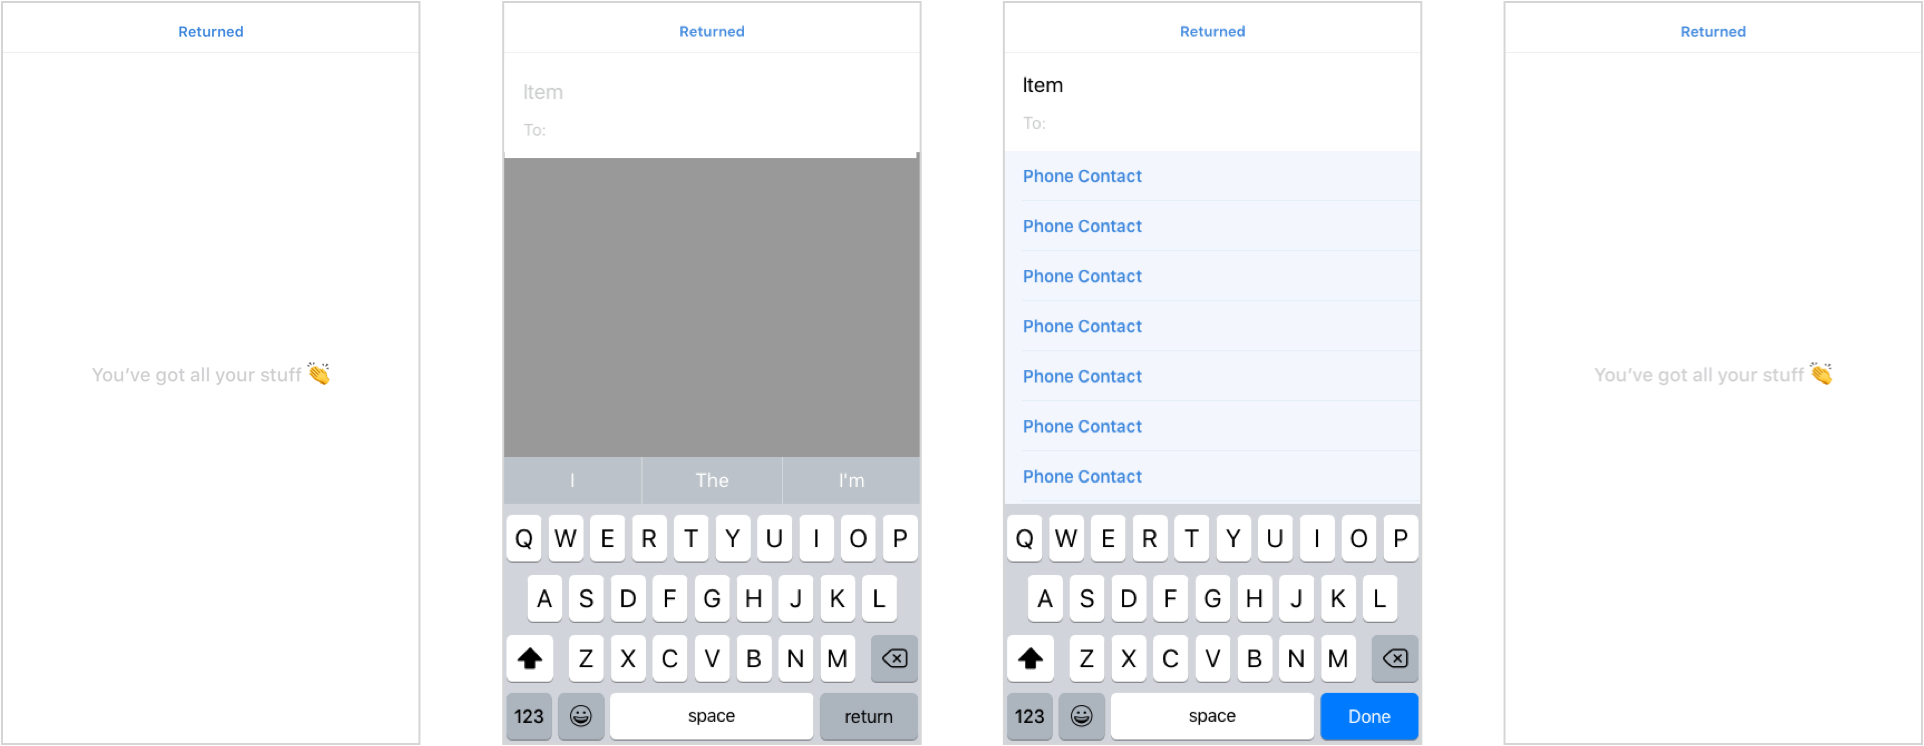 Returned
You’ve got all your stuff 👏
Returned
Item
To:
I The I'm
Q W E R T Y U I O P
A S D F G H J K L
Z X C V B N M
123 space return
Returned
Item
To:
Phone Contact
Phone Contact
Phone Contact
Phone Contact
Phone Contact
Phone Contact
Phone Contact
Q W E R T Y U I O P
A S D F G H J K L
Z X C V B N M
123 space Done
Returned
You’ve got all your stuff 👏